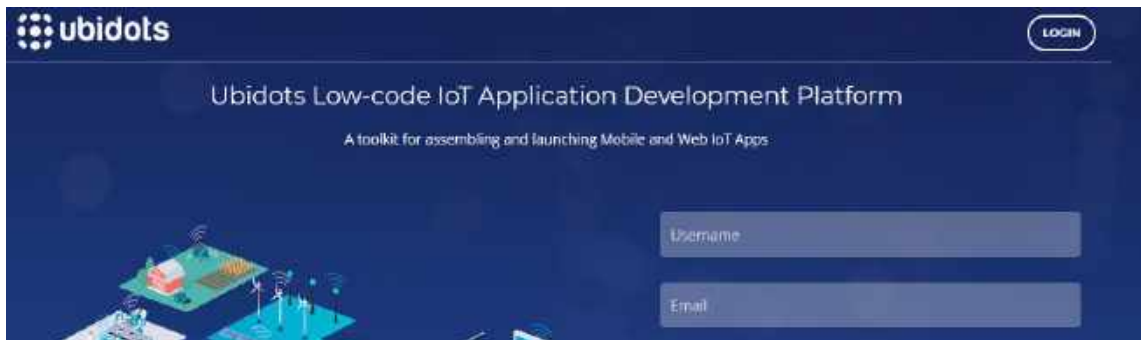 ubidots
LOGIN
Ubidots Low-code IoT Application Development Platform
A toolkit for assembling and launching Mobile and Web IoT Apps
Username
Email